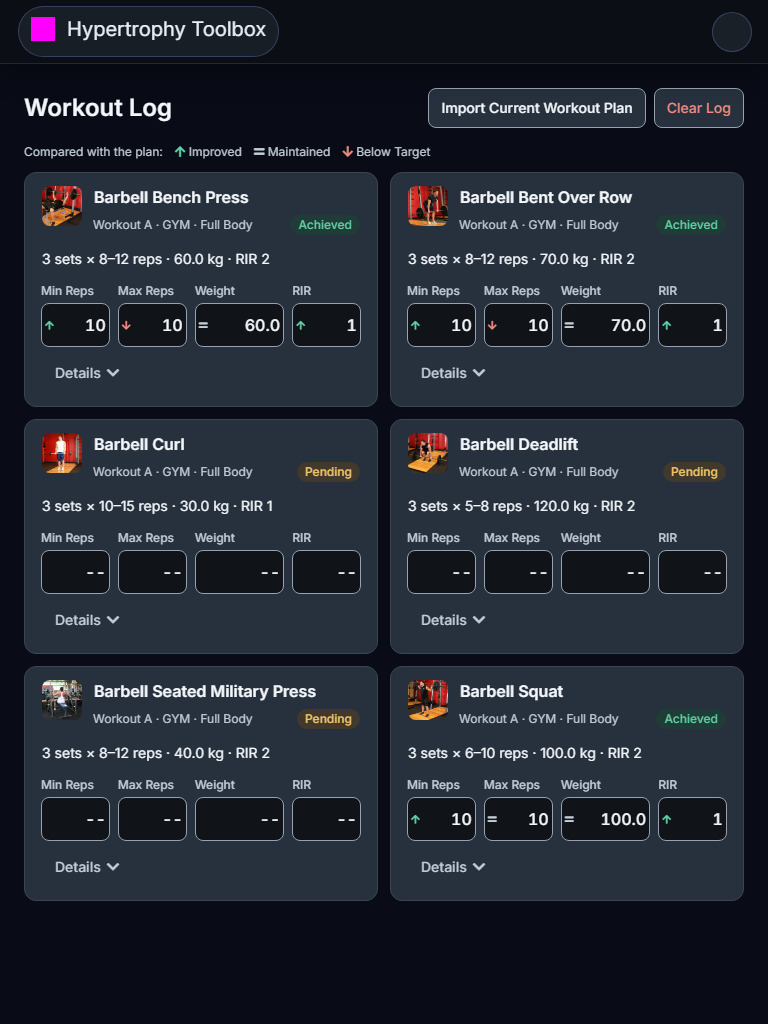 Hypertrophy Toolbox
Workout Log
Import Current Workout Plan
Clear Log
Compared with the plan: ↑ Improved = Maintained ↓ Below Target
Barbell Bench Press
Workout A · GYM · Full Body
Achieved
3 sets × 8–12 reps · 60.0 kg · RIR 2
Min Reps Max Reps Weight RIR
↑ 10 ↓ 10 = 60.0 ↑ 1
Details
Barbell Bent Over Row
Workout A · GYM · Full Body
Achieved
3 sets × 8–12 reps · 70.0 kg · RIR 2
Min Reps Max Reps Weight RIR
↑ 10 ↓ 10 = 70.0 ↑ 1
Details
Barbell Curl
Workout A · GYM · Full Body
Pending
3 sets × 10–15 reps · 30.0 kg · RIR 1
Min Reps Max Reps Weight RIR
-- -- -- --
Details
Barbell Deadlift
Workout A · GYM · Full Body
Pending
3 sets × 5–8 reps · 120.0 kg · RIR 2
Min Reps Max Reps Weight RIR
-- -- -- --
Details
Barbell Seated Military Press
Workout A · GYM · Full Body
Pending
3 sets × 8–12 reps · 40.0 kg · RIR 2
Min Reps Max Reps Weight RIR
-- -- -- --
Details
Barbell Squat
Workout A · GYM · Full Body
Achieved
3 sets × 6–10 reps · 100.0 kg · RIR 2
Min Reps Max Reps Weight RIR
↑ 10 = 10 = 100.0 ↑ 1
Details